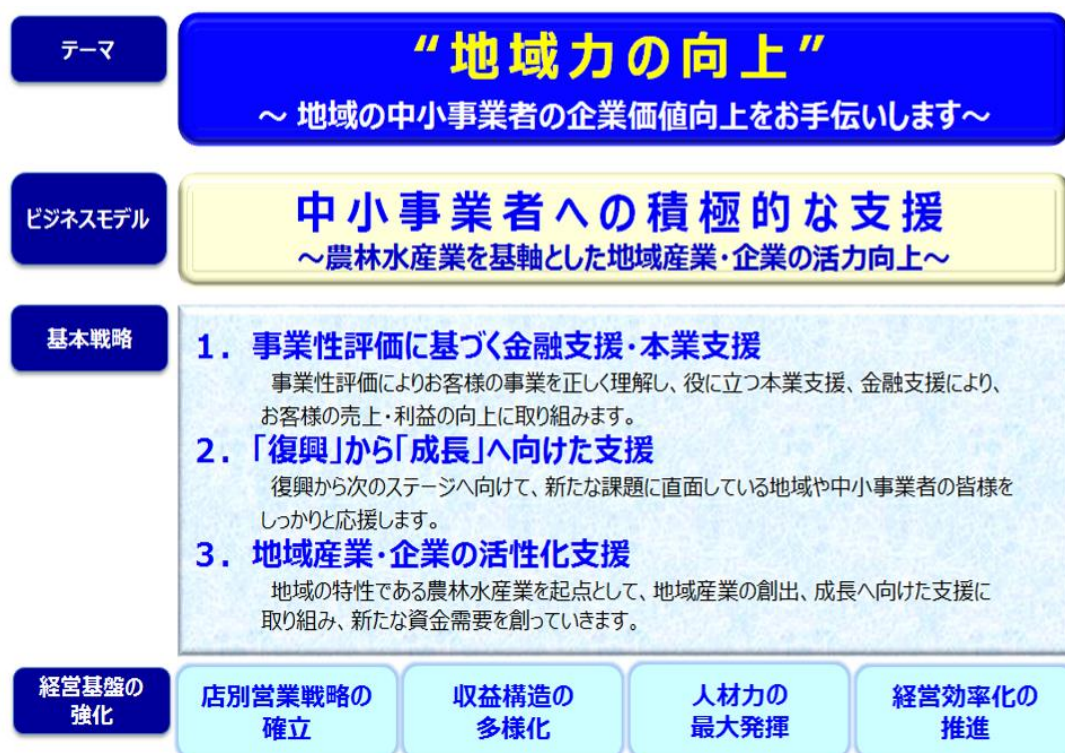 テーマ
“地域力の向上”
～ 地域の中小事業者の企業価値向上をお手伝いします～
ビジネスモデル
中小事業者への積極的な支援
～農林水産業を基軸とした地域産業・企業の活力向上～
基本戦略
１．事業性評価に基づく金融支援・本業支援
事業性評価によりお客様の事業を正しく理解し、役に立つ本業支援、金融支援により、
お客様の売上・利益の向上に取り組みます。
２．「復興」から「成長」へ向けた支援
復興から次のステージへ向けて、新たな課題に直面している地域や中小事業者の皆様を
しっかりと応援します。
３．地域産業・企業の活性化支援
地域の特性である農林水産業を起点として、地域産業の創出、成長へ向けた支援に
取り組み、新たな資金需要を創っていきます。
経営基盤の
強化
店別営業戦略の
確立
収益構造の
多様化
人材力の
最大発揮
経営効率化の
推進